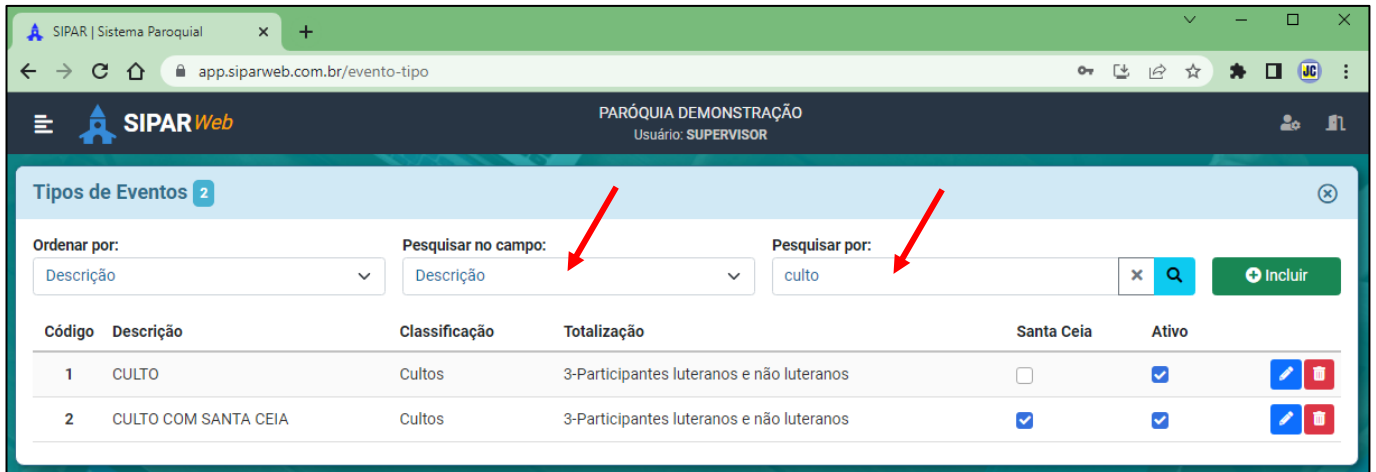 SIPAR | Sistema Paroquial
app.siparweb.com.br/evento-tipo
JC
SIPARWeb
PARÓQUIA DEMONSTRAÇÃO
Usuário: SUPERVISOR
Tipos de Eventos 2
Ordenar por: Pesquisar no campo: Pesquisar por:
Descrição Descrição culto Incluir
Código Descrição Classificação Totalização Santa Ceia Ativo
1 CULTO Cultos 3-Participantes luteranos e não luteranos
2 CULTO COM SANTA CEIA Cultos 3-Participantes luteranos e não luteranos